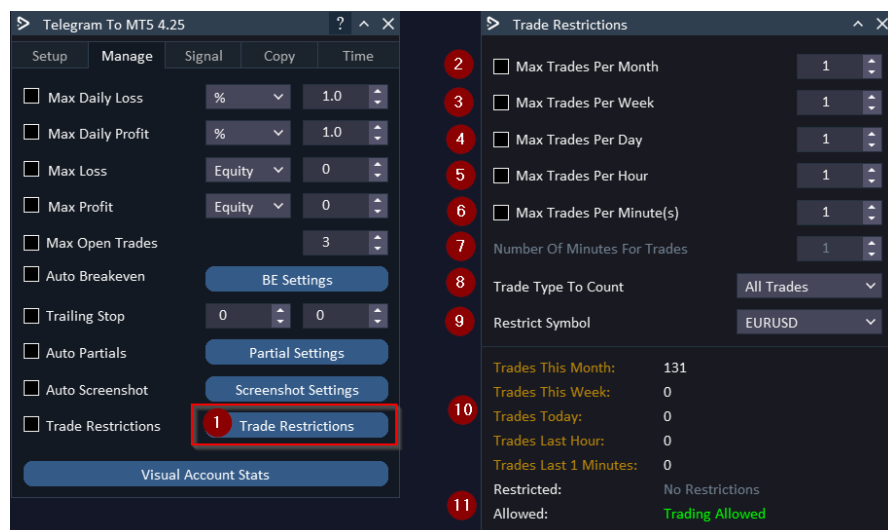 Telegram To MT5 4.25 ?
Setup Manage Signal Copy Time
Max Daily Loss % 1.0
Max Daily Profit % 1.0
Max Loss Equity 0
Max Profit Equity 0
Max Open Trades 3
Auto Breakeven BE Settings
Trailing Stop 0 0
Auto Partials Partial Settings
Auto Screenshot Screenshot Settings
Trade Restrictions 1 Trade Restrictions
Visual Account Stats
Trade Restrictions
2 Max Trades Per Month 1
3 Max Trades Per Week 1
4 Max Trades Per Day 1
5 Max Trades Per Hour 1
6 Max Trades Per Minute(s) 1
7 Number Of Minutes For Trades 1
8 Trade Type To Count All Trades
9 Restrict Symbol EURUSD
Trades This Month: 131
Trades This Week: 0
10 Trades Today: 0
Trades Last Hour: 0
Trades Last 1 Minutes: 0
Restricted: No Restrictions
11 Allowed: Trading Allowed